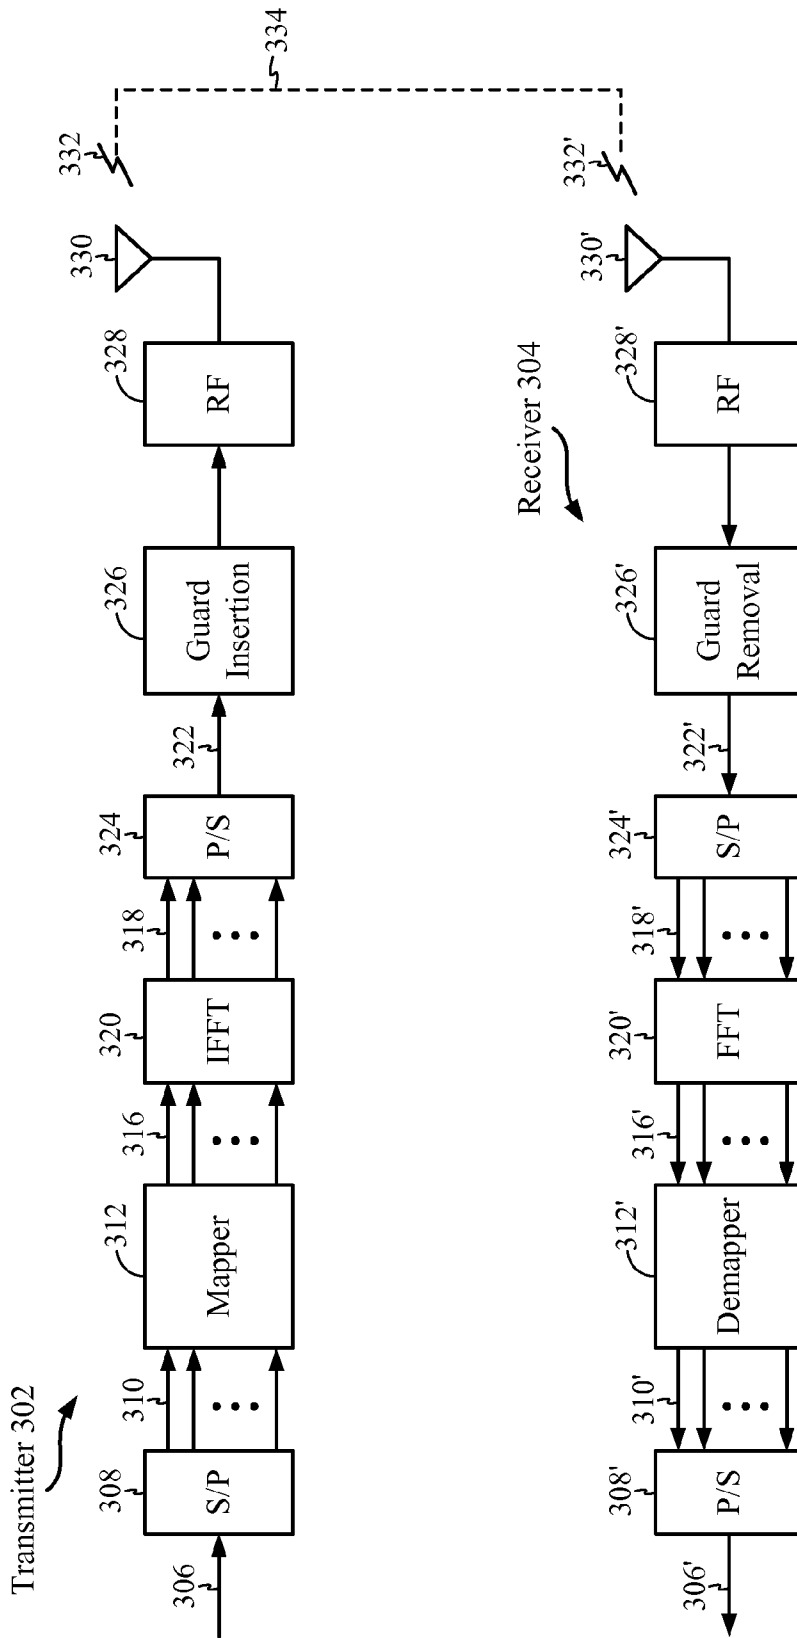 Transmitter 302
306
308
S/P
310
312
Mapper
316
320
IFFT
318
324
P/S
322
326
Guard
Insertion
328
RF
330
332
334
Receiver 304
306'
308'
P/S
310'
312'
Demapper
316'
320'
FFT
318'
324'
S/P
322'
326'
Guard
Removal
328'
RF
330'
332'